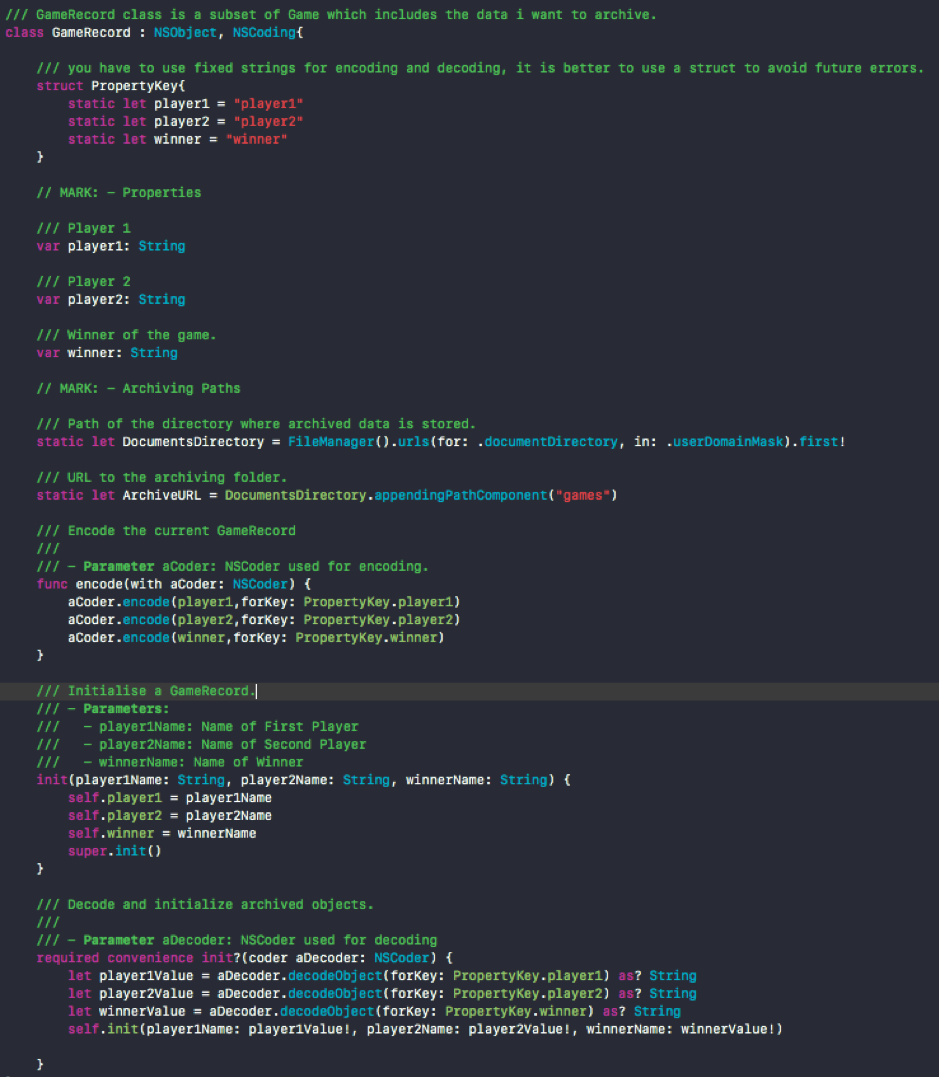 /// GameRecord class is a subset of Game which includes the data i want to archive.
class GameRecord : NSObject, NSCoding{
/// you have to use fixed strings for encoding and decoding, it is better to use a struct to avoid future errors.
struct PropertyKey{
static let player1 = "player1"
static let player2 = "player2"
static let winner = "winner"
}
// MARK: - Properties
/// Player 1
var player1: String
/// Player 2
var player2: String
/// Winner of the game.
var winner: String
// MARK: - Archiving Paths
/// Path of the directory where archived data is stored.
static let DocumentsDirectory = FileManager().urls(for: .documentDirectory, in: .userDomainMask).first!
/// URL to the archiving folder.
static let ArchiveURL = DocumentsDirectory.appendingPathComponent("games")
/// Encode the current GameRecord
///
/// - Parameter aCoder: NSCoder used for encoding.
func encode(with aCoder: NSCoder) {
aCoder.encode(player1,forKey: PropertyKey.player1)
aCoder.encode(player2,forKey: PropertyKey.player2)
aCoder.encode(winner,forKey: PropertyKey.winner)
}
/// Initialise a GameRecord.
/// - Parameters:
///   - player1Name: Name of First Player
///   - player2Name: Name of Second Player
///   - winnerName: Name of Winner
init(player1Name: String, player2Name: String, winnerName: String) {
self.player1 = player1Name
self.player2 = player2Name
self.winner = winnerName
super.init()
}
/// Decode and initialize archived objects.
///
/// - Parameter aDecoder: NSCoder used for decoding
required convenience init?(coder aDecoder: NSCoder) {
let player1Value = aDecoder.decodeObject(forKey: PropertyKey.player1) as? String
let player2Value = aDecoder.decodeObject(forKey: PropertyKey.player2) as? String
let winnerValue = aDecoder.decodeObject(forKey: PropertyKey.winner) as? String
self.init(player1Name: player1Value!, player2Name: player2Value!, winnerName: winnerValue!)
}